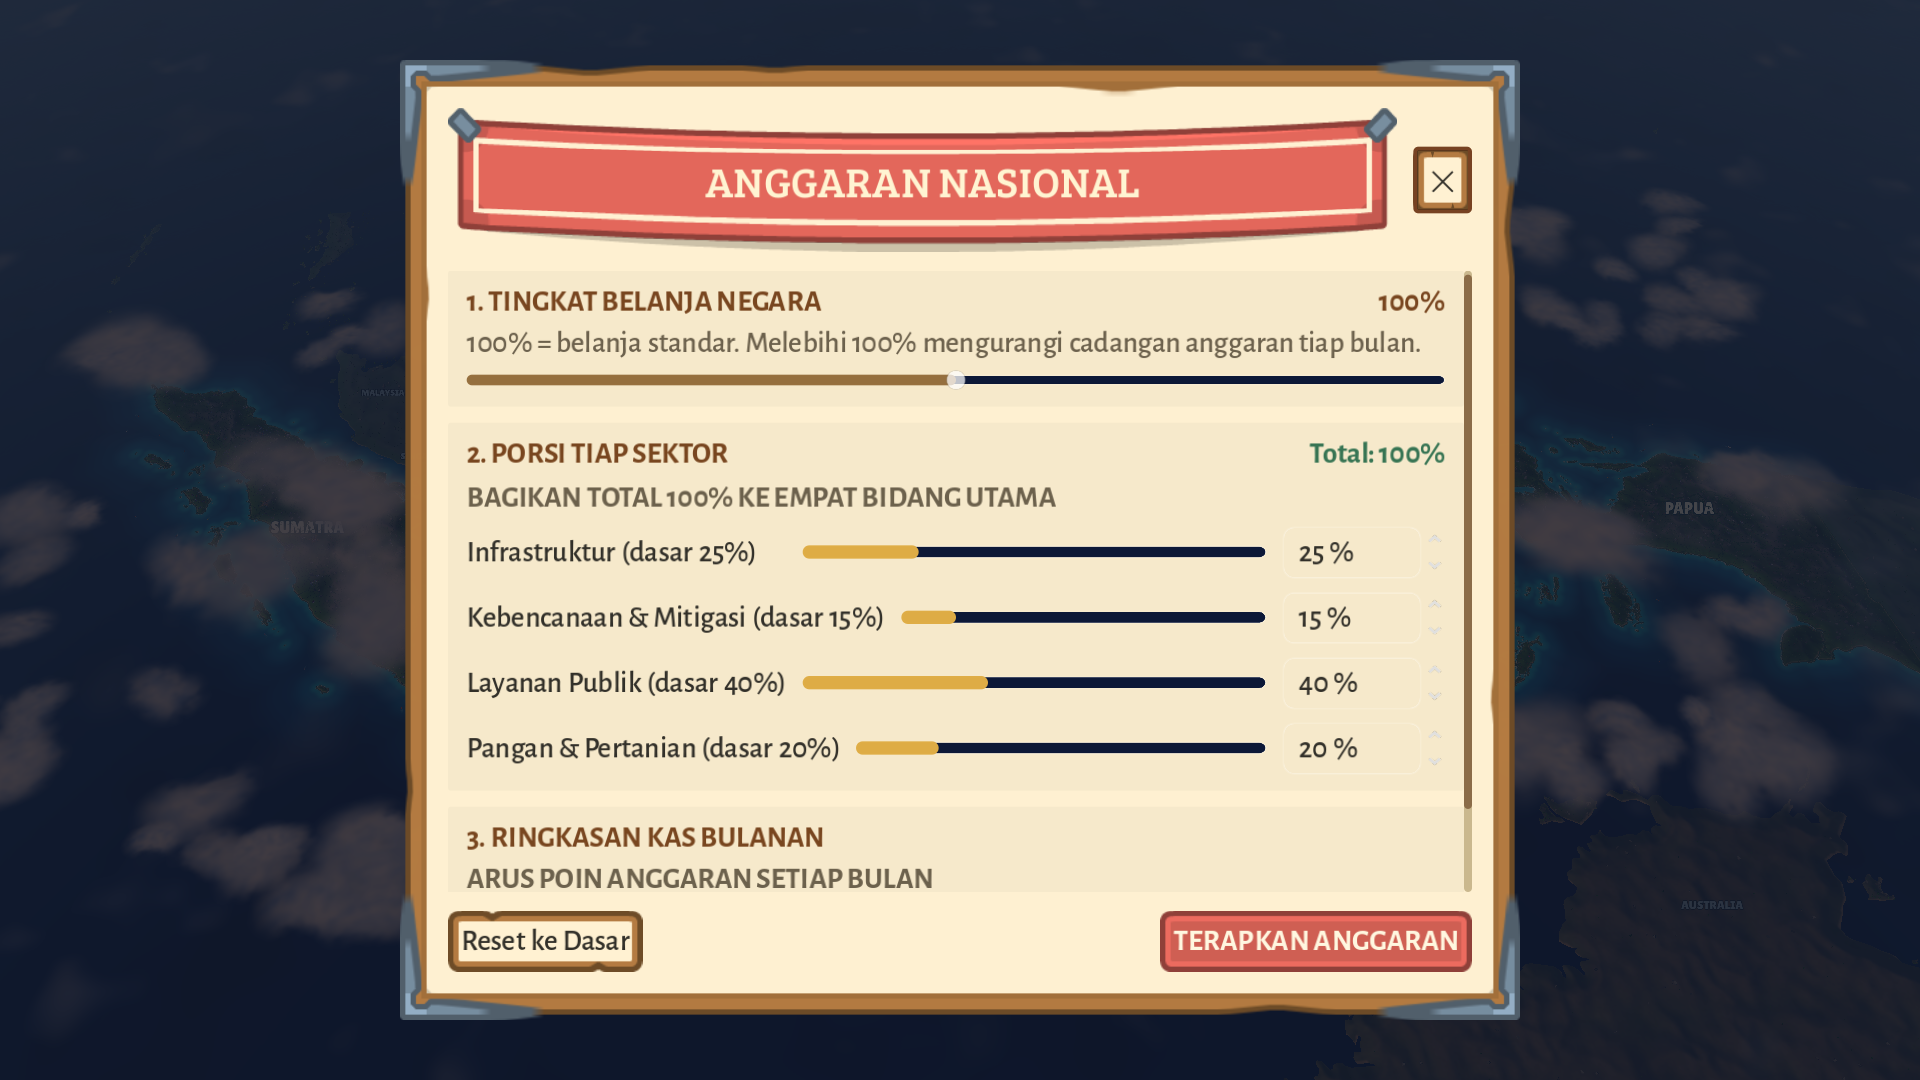 ANGGARAN NASIONAL
1. TINGKAT BELANJA NEGARA 100%
100% = belanja standar. Melebihi 100% mengurangi cadangan anggaran tiap bulan.
2. PORSI TIAP SEKTOR Total: 100%
BAGIKAN TOTAL 100% KE EMPAT BIDANG UTAMA
Infrastruktur (dasar 25%) 25 %
Kebencanaan & Mitigasi (dasar 15%) 15 %
Layanan Publik (dasar 40%) 40 %
Pangan & Pertanian (dasar 20%) 20 %
3. RINGKASAN KAS BULANAN
ARUS POIN ANGGARAN SETIAP BULAN
Reset ke Dasar
TERAPKAN ANGGARAN
MALAYSIA
SUMATRA
PAPUA
AUSTRALIA